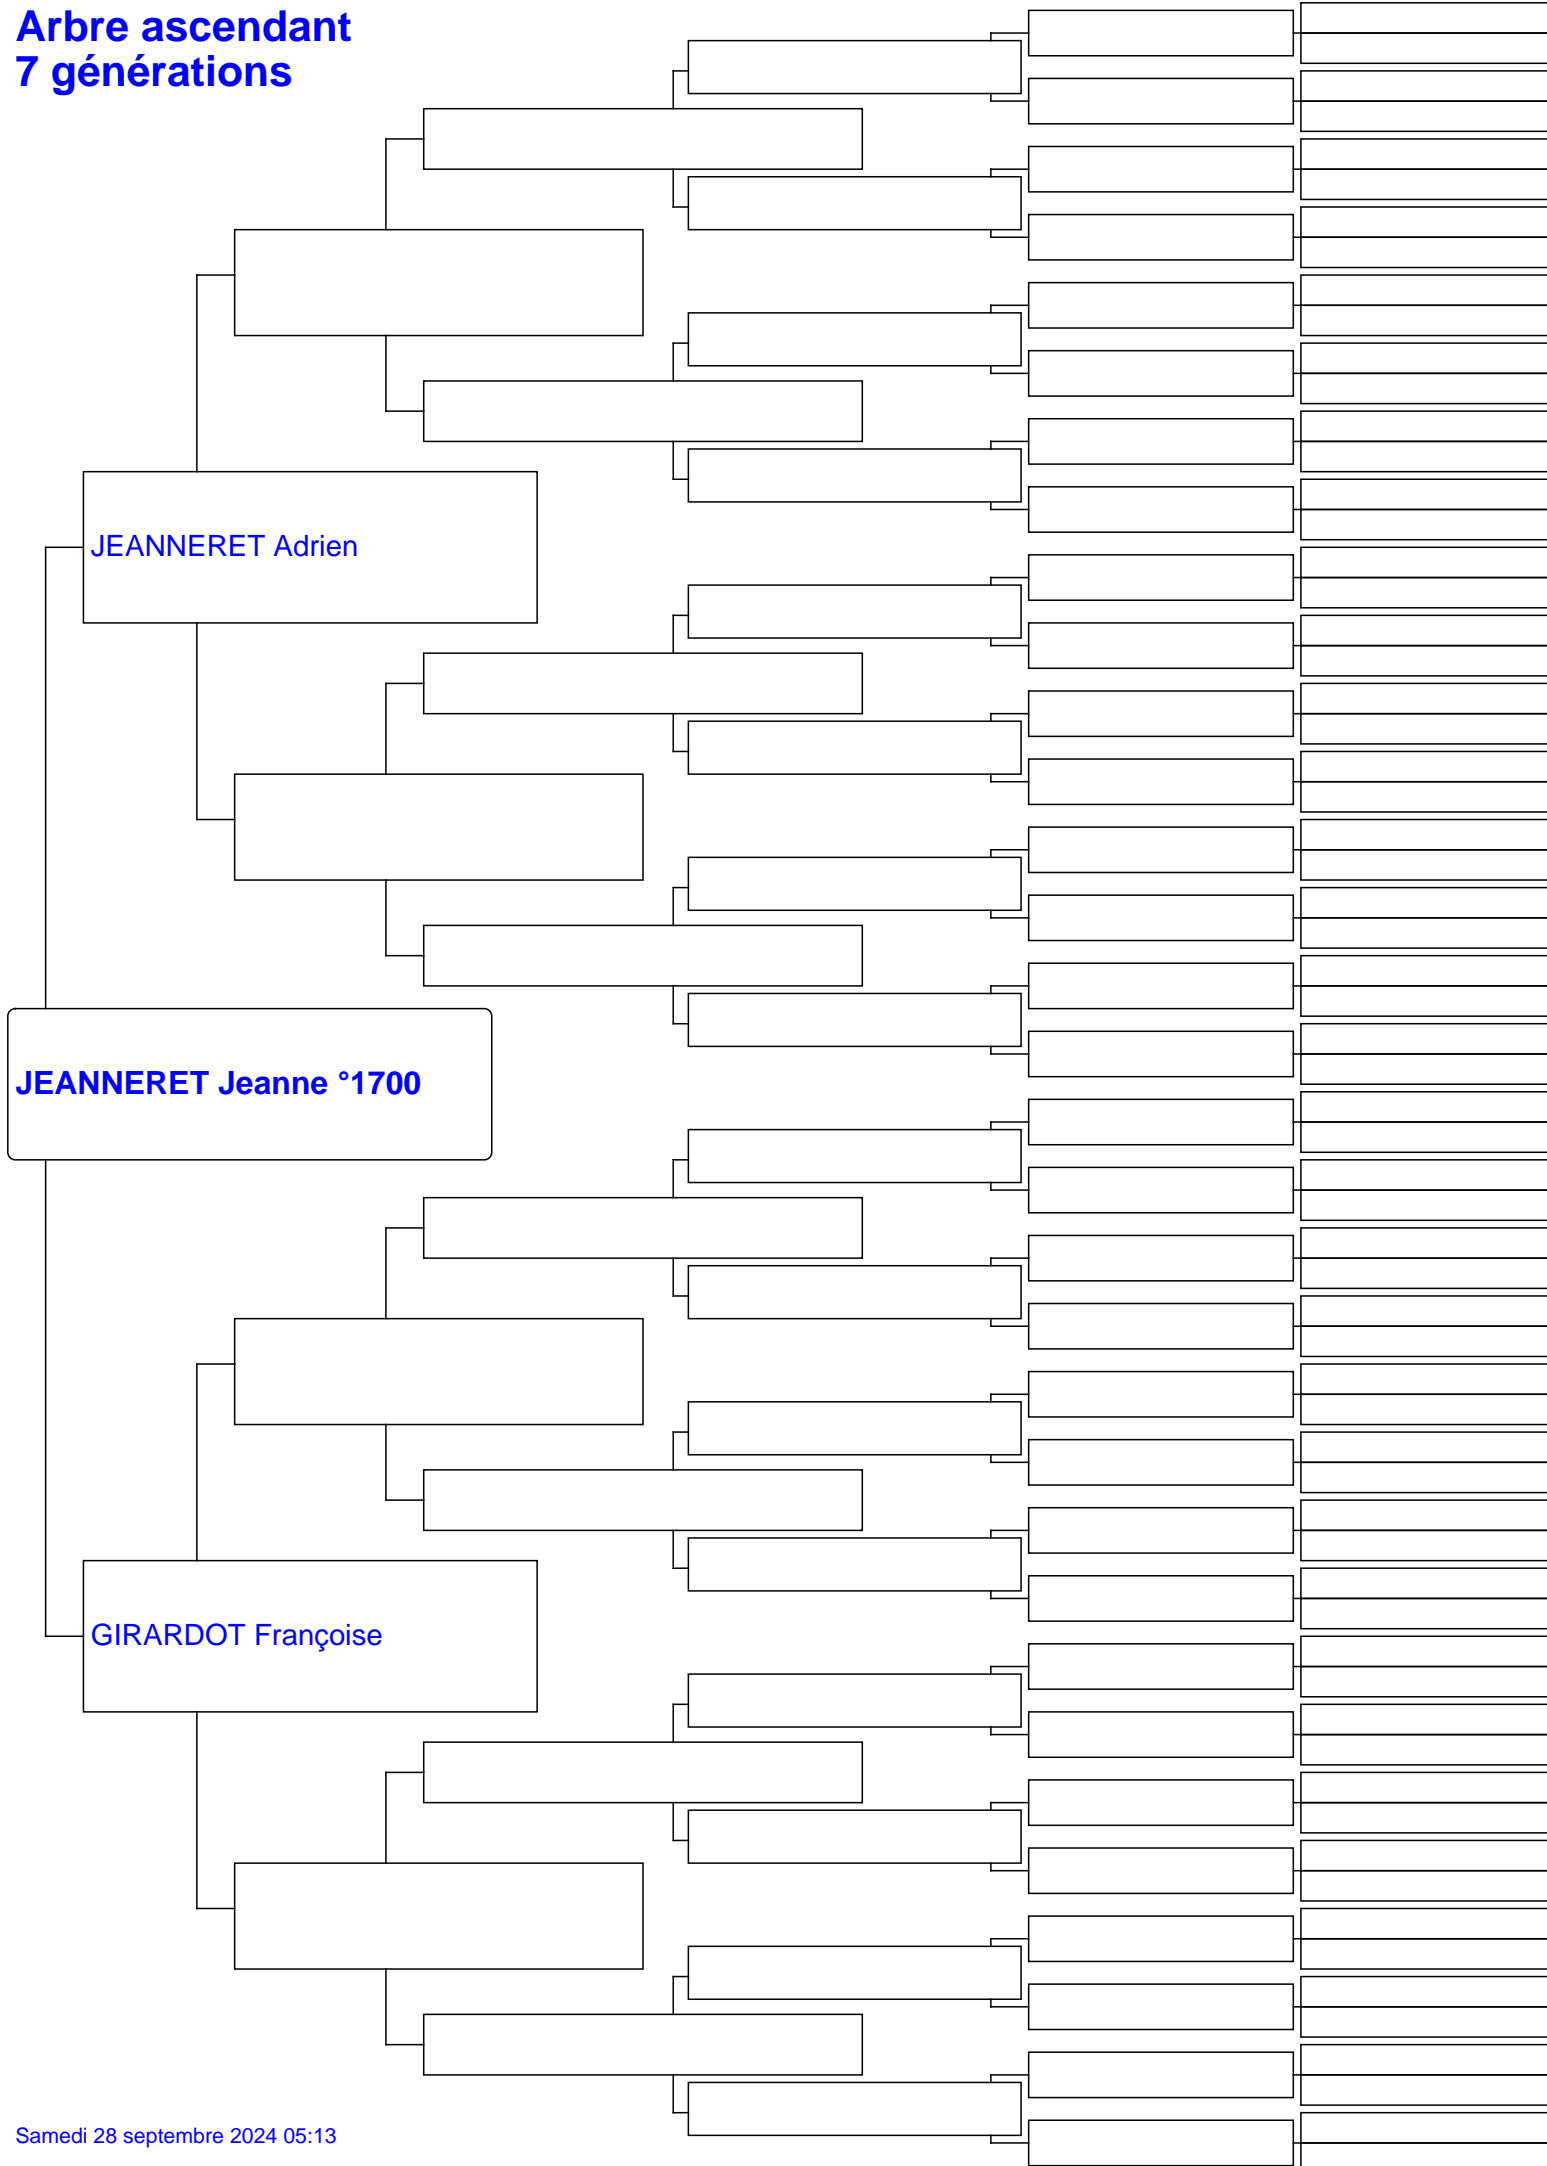 Arbre ascendant
7 générations
JEANNERET Adrien
JEANNERET Jeanne °1700
GIRARDOT Françoise
Samedi 28 septembre 2024 05:13